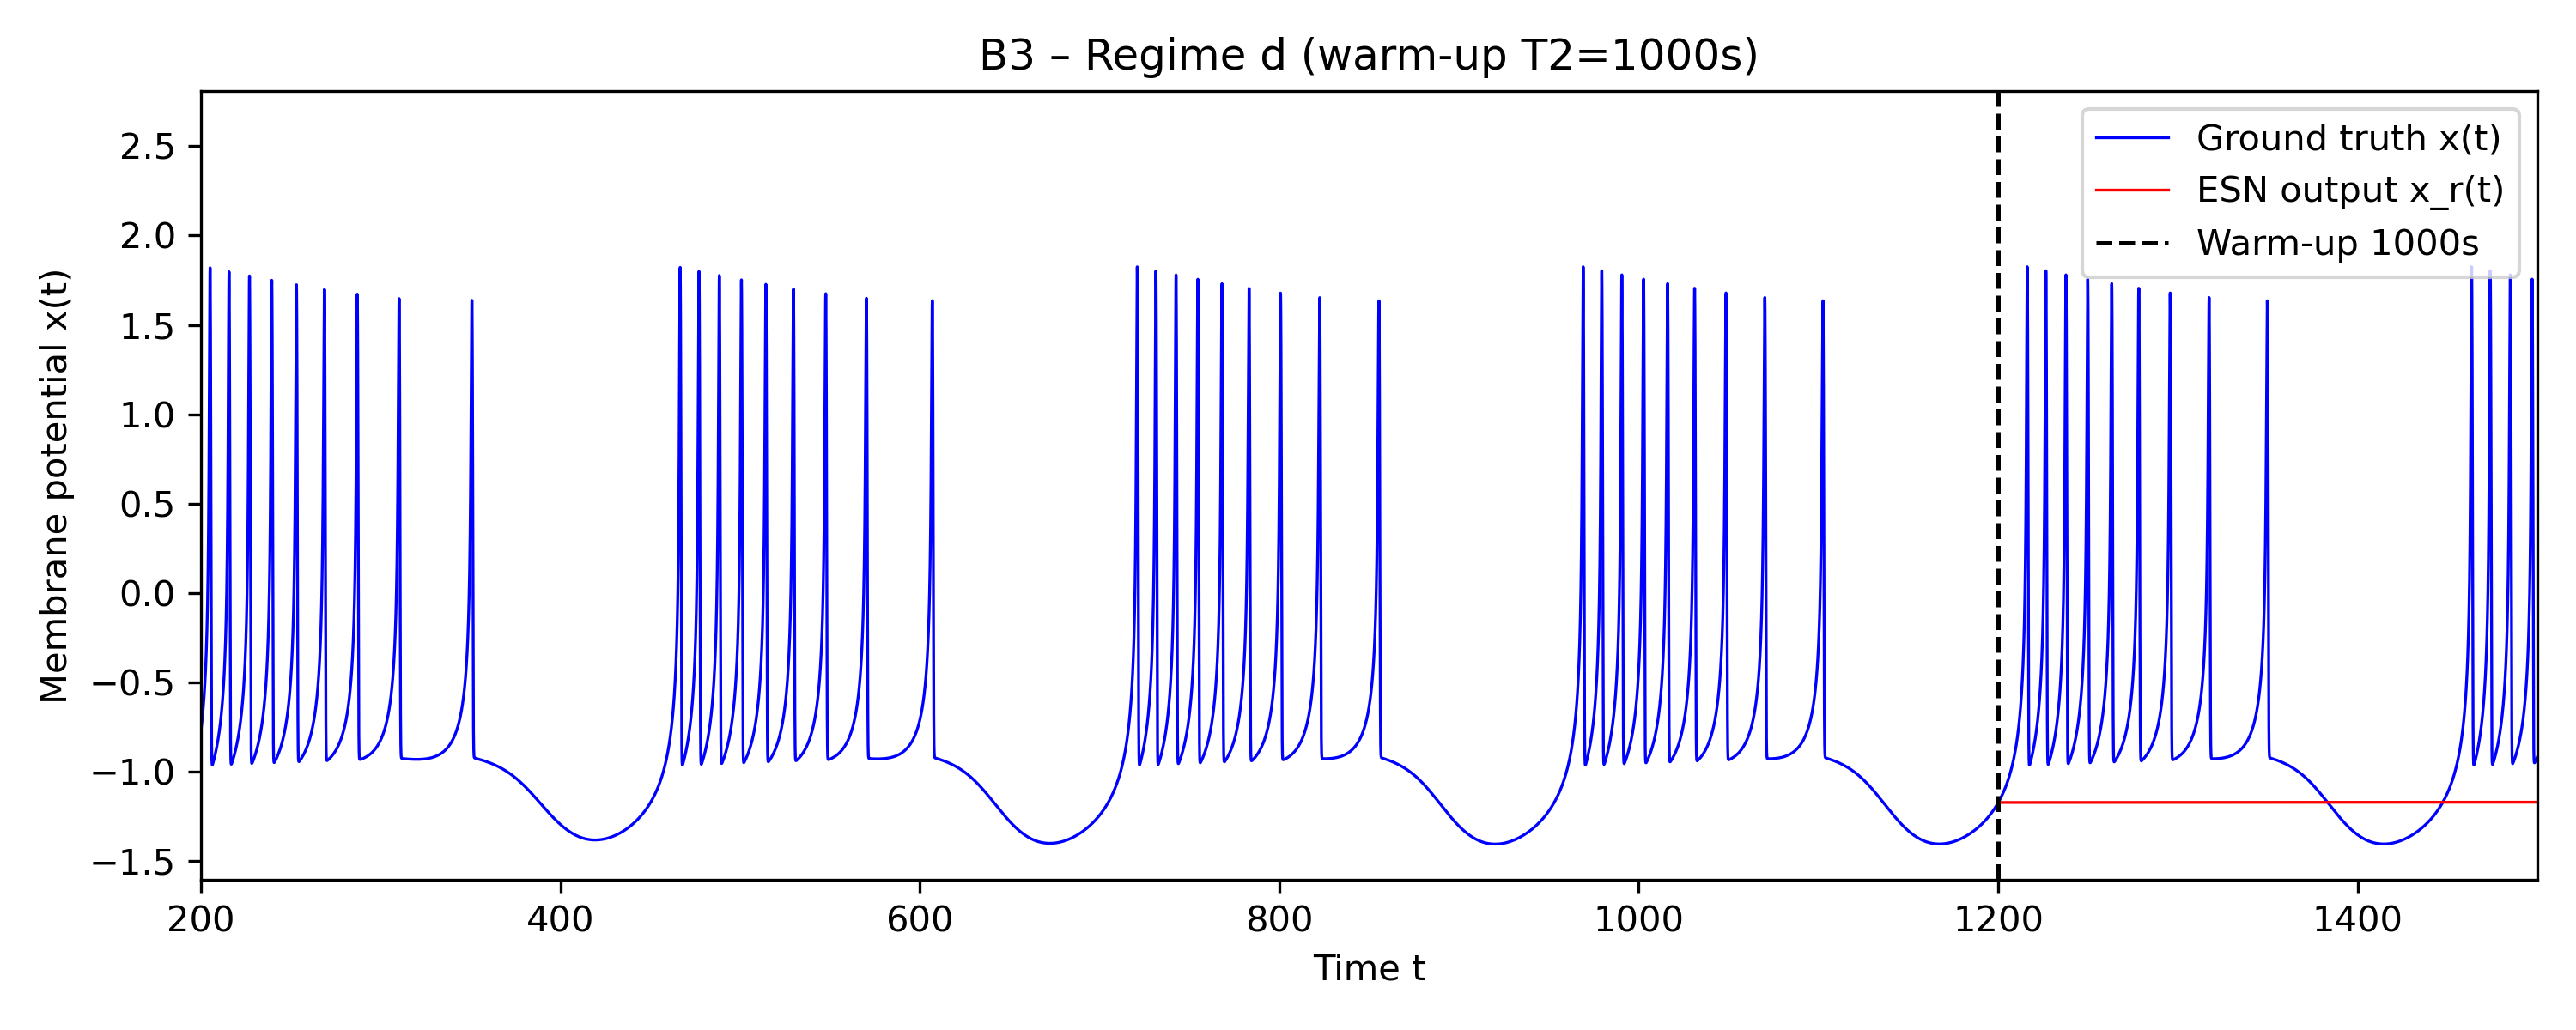 B3 – Regime d (warm-up T2=1000s)
Membrane potential x(t)
2.5
2.0
1.5
1.0
0.5
0.0
−0.5
−1.0
−1.5
Ground truth x(t)
ESN output x_r(t)
Warm-up 1000s
200 400 600 800 1000 1200 1400
Time t